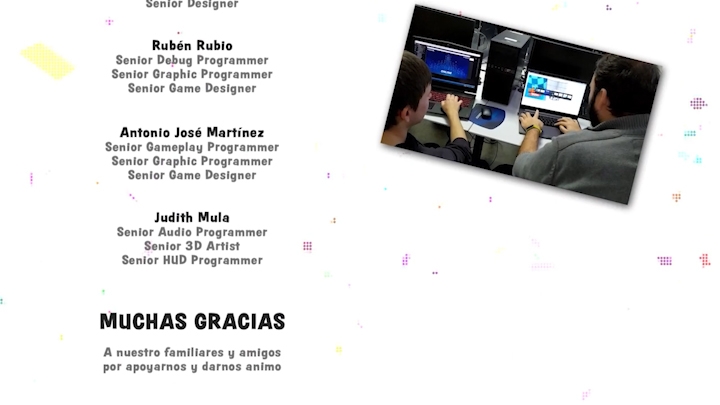 Senior Designer
Rubén Rubio
Senior Debug Programmer
Senior Graphic Programmer
Senior Game Designer
Antonio José Martínez
Senior Gameplay Programmer
Senior Graphic Programmer
Senior Game Designer
Judith Mula
Senior Audio Programmer
Senior 3D Artist
Senior HUD Programmer
MUCHAS GRACIAS
A nuestro familiares y amigos
por apoyarnos y darnos animo